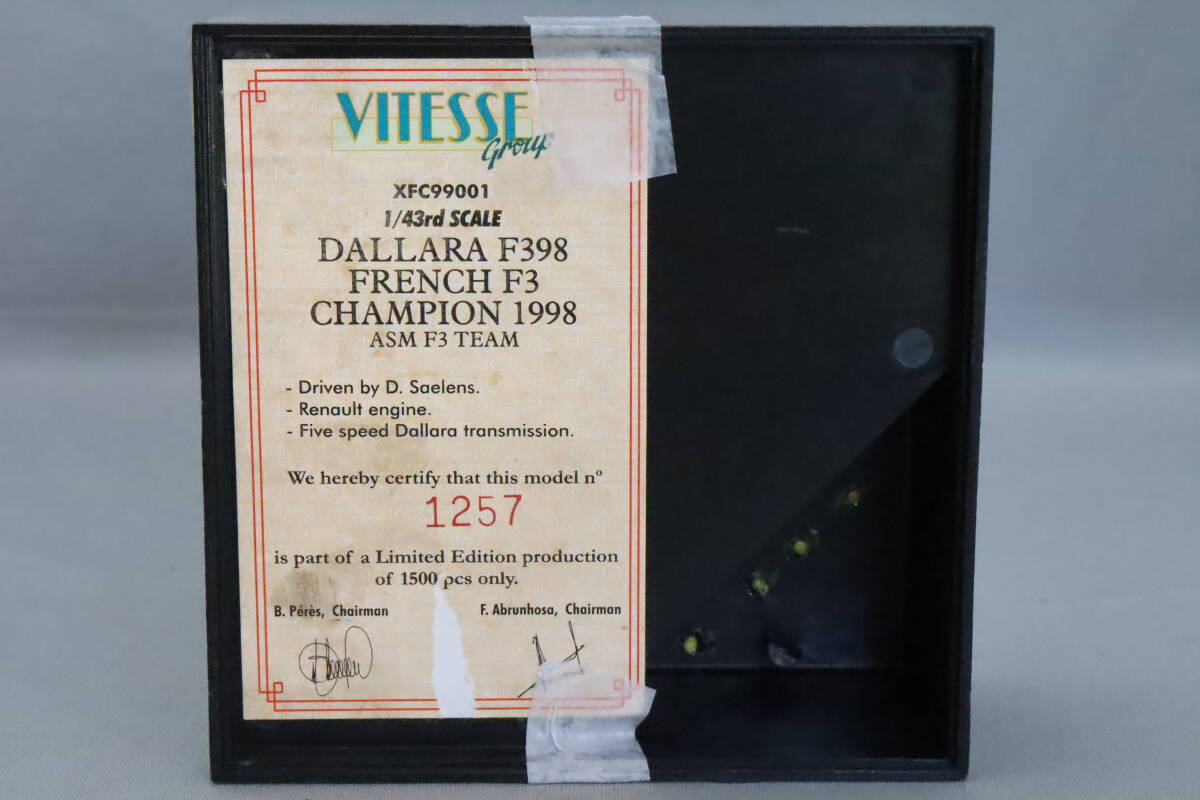 VITESSE
Group
XFC99001
1/43rd SCALE
DALLARA F398
FRENCH F3
CHAMPION 1998
ASM F3 TEAM
- Driven by D. Saelens.
- Renault engine.
- Five speed Dallara transmission.
We hereby certify that this model nº
1257
is part of a Limited Edition production
of 1500 pcs only.
B. Pérès, Chairman F. Abrunhosa, Chairman